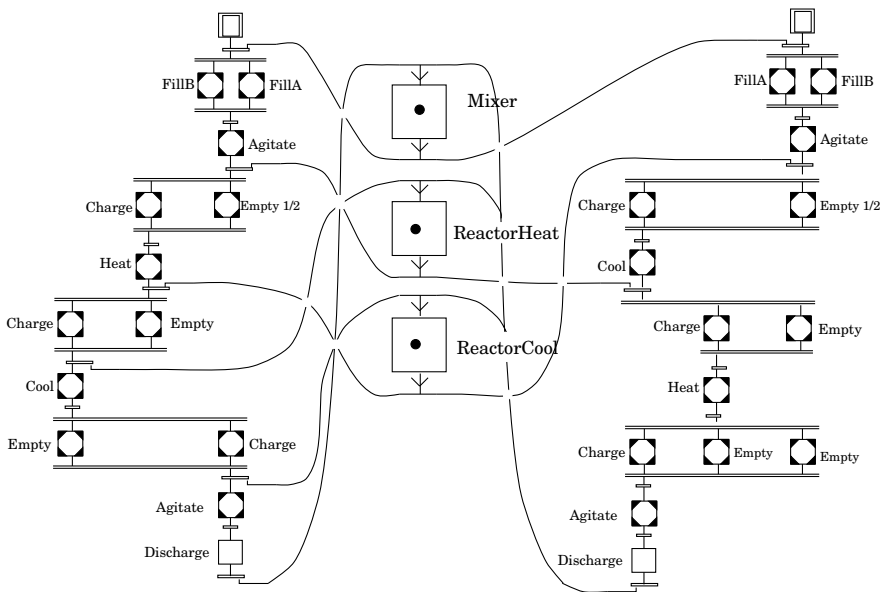 FillB
FillA
Mixer
FillA
FillB
Agitate
Agitate
Charge
Empty 1/2
ReactorHeat
Charge
Empty 1/2
Heat
Cool
Charge
Empty
ReactorCool
Charge
Empty
Cool
Heat
Empty
Charge
Charge
Empty
Empty
Agitate
Agitate
Discharge
Discharge